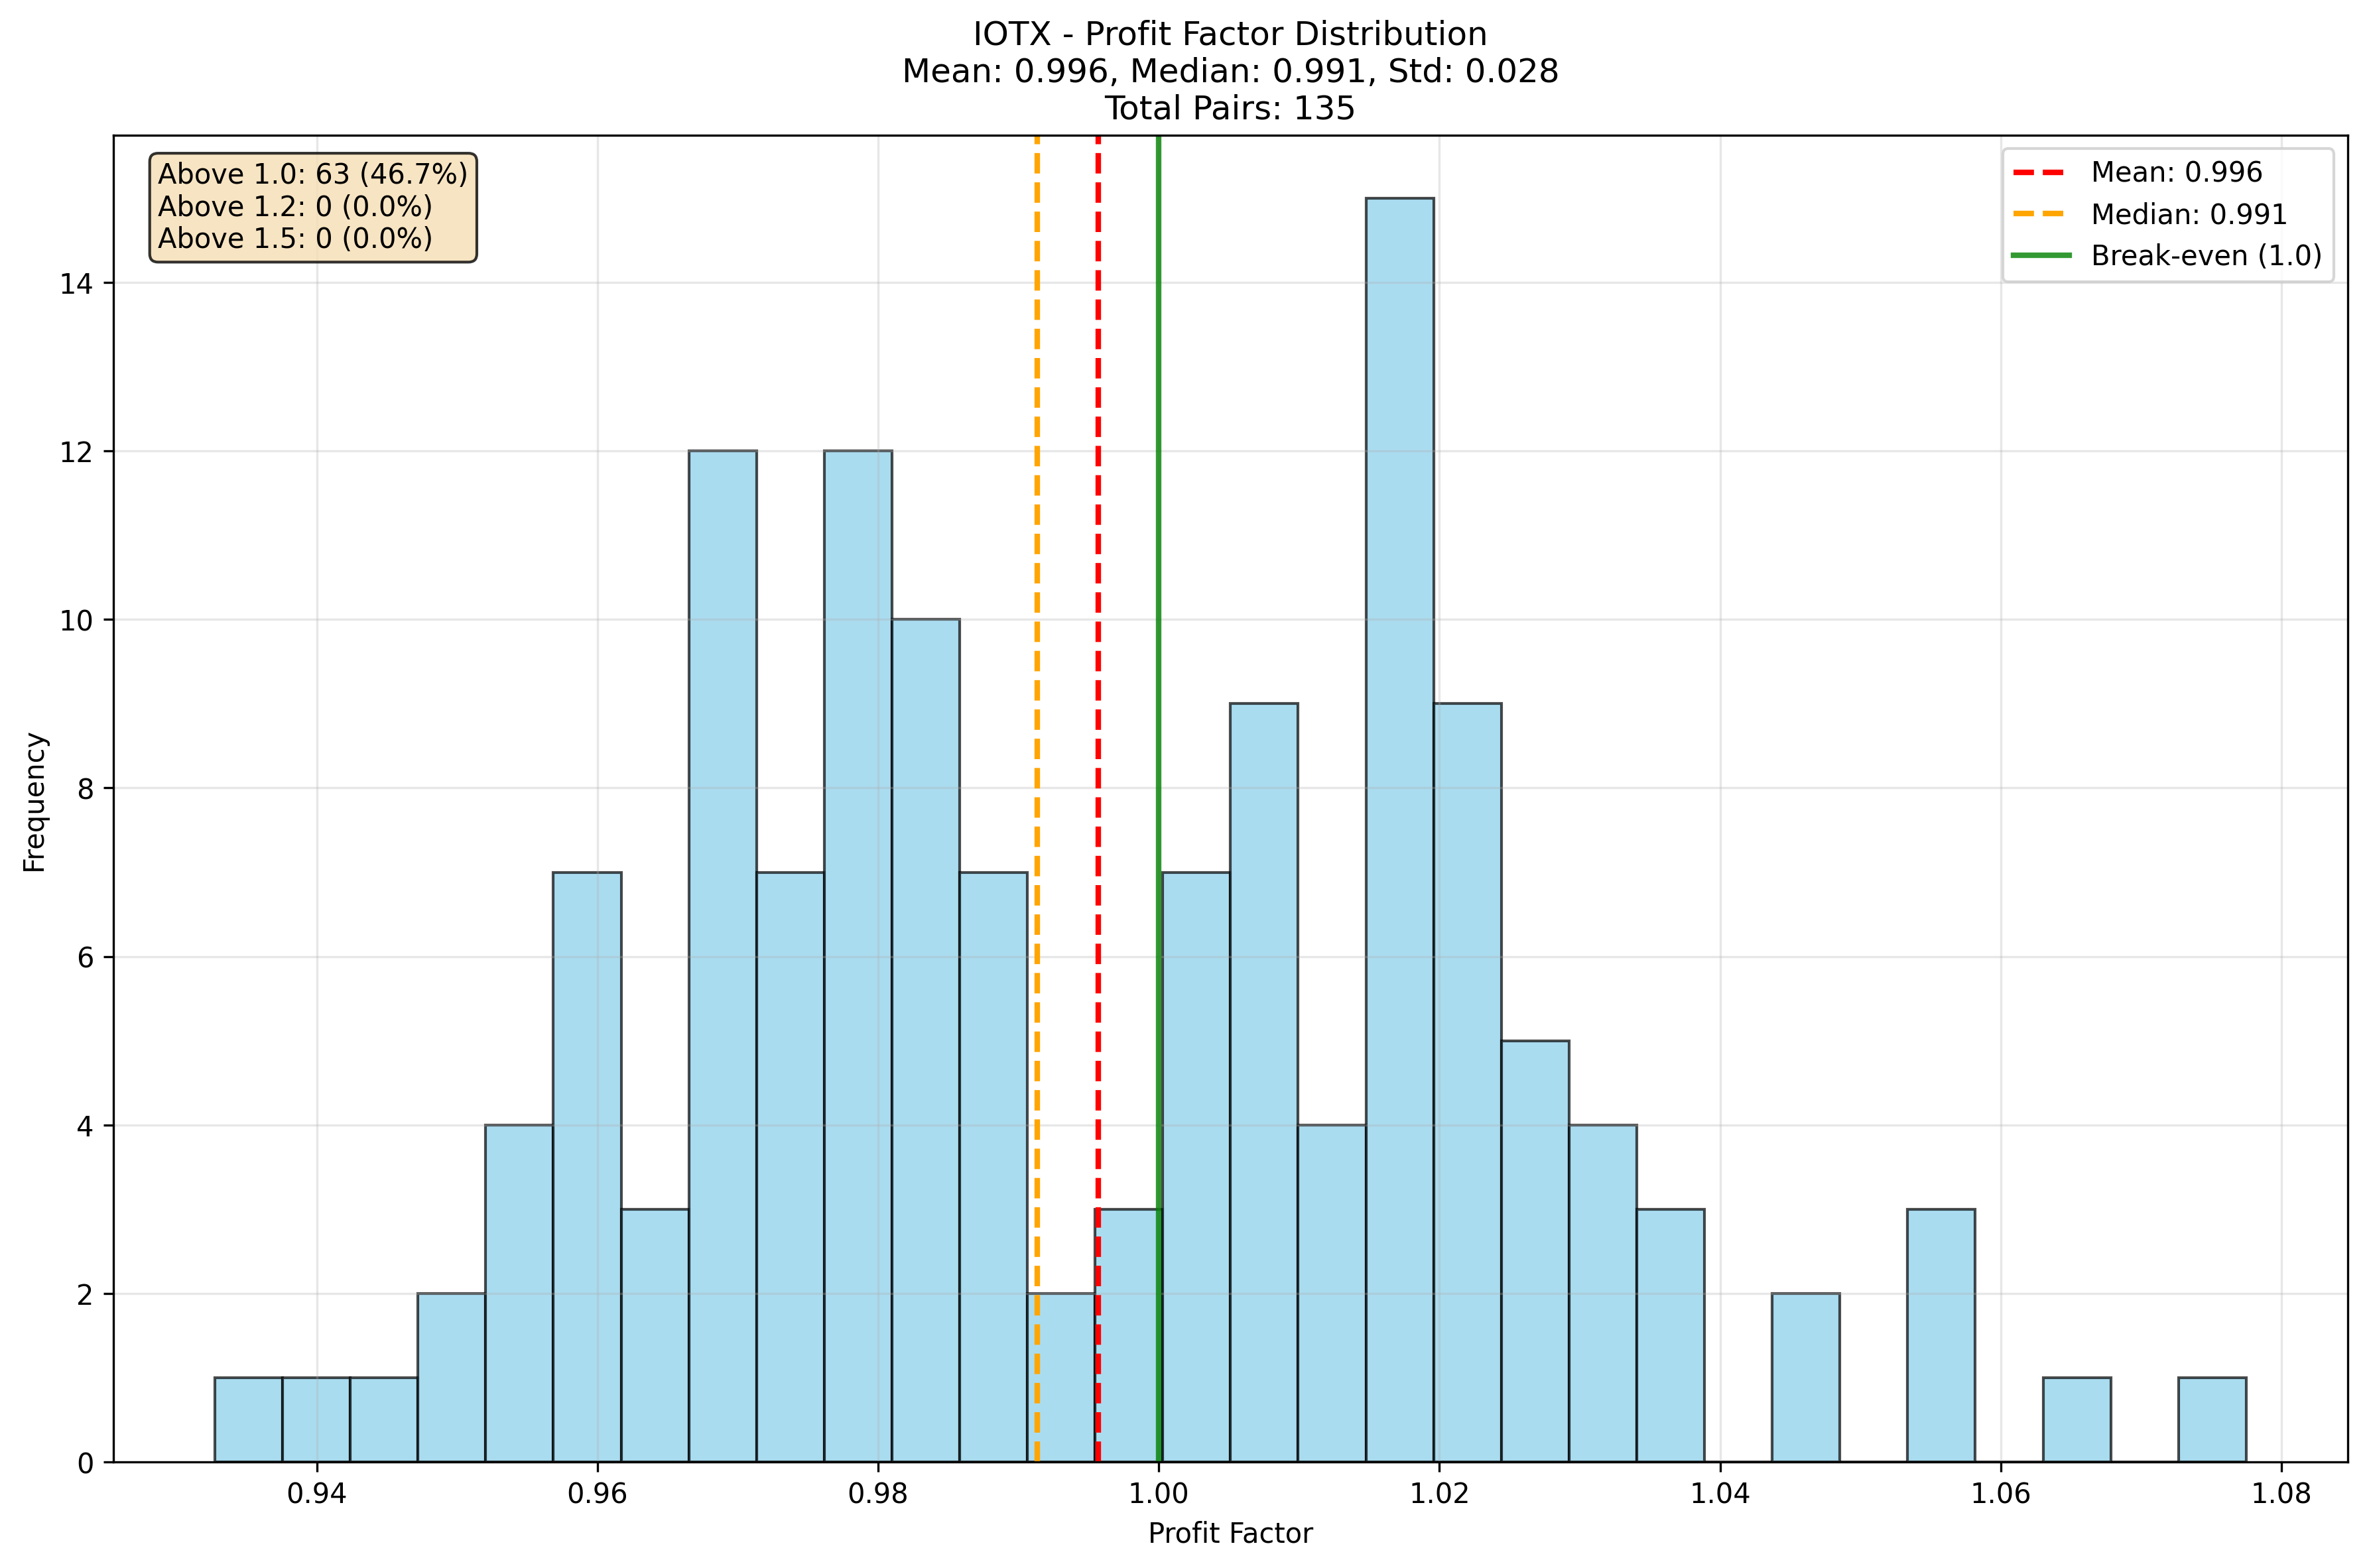 IOTX - Profit Factor Distribution
Mean: 0.996, Median: 0.991, Std: 0.028
Total Pairs: 135
Above 1.0: 63 (46.7%)
Above 1.2: 0 (0.0%)
Above 1.5: 0 (0.0%)
Mean: 0.996
Median: 0.991
Break-even (1.0)
Frequency
14
12
10
8
6
4
2
0
0.94 0.96 0.98 1.00 1.02 1.04 1.06 1.08
Profit Factor